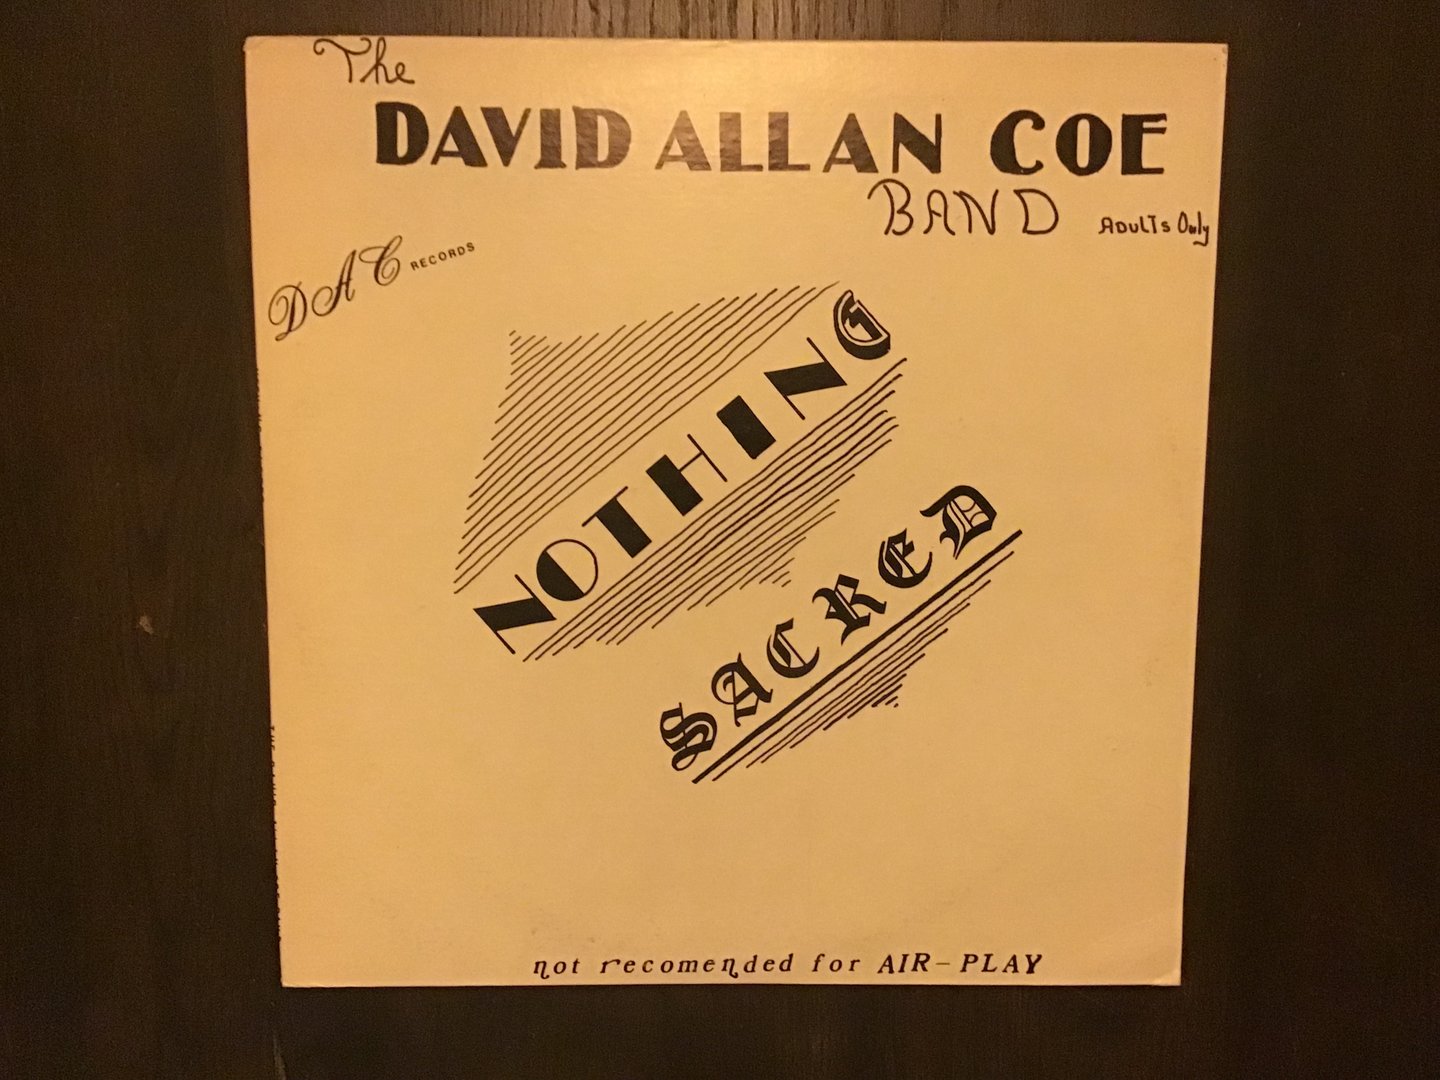 The
DAVID ALLAN COE
BAND ADULTS Only
DAC RECORDS
NOTHING
SACRED
not recomended for AIR-PLAY